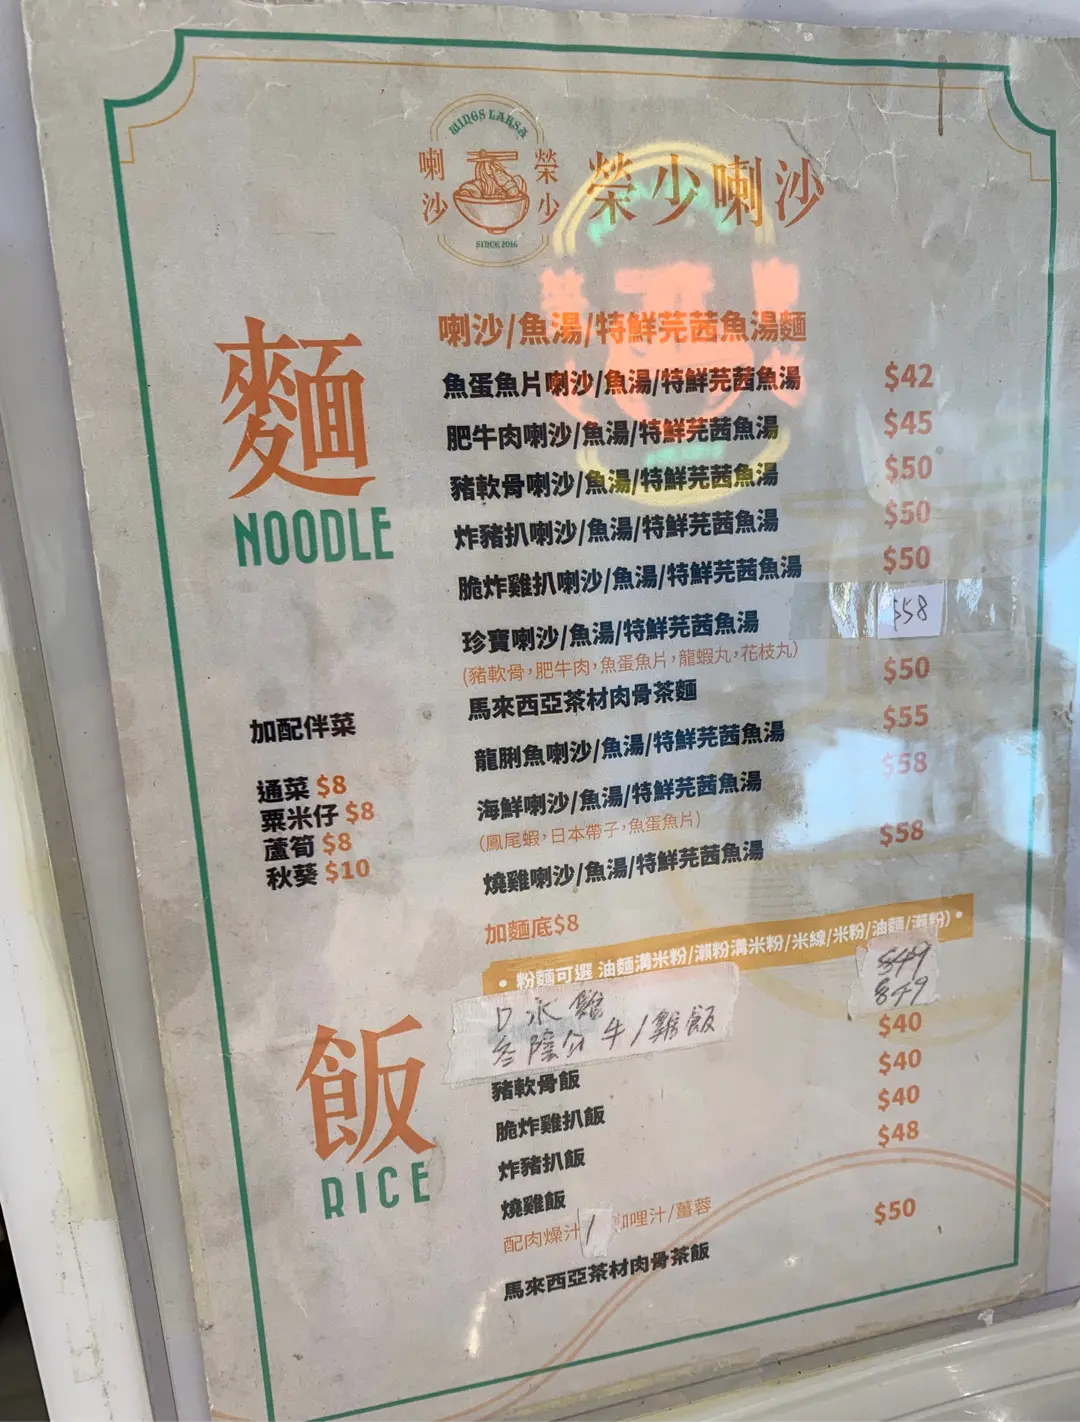 WINGS LAKSA
喇沙
榮少
SINCE 2016
榮少喇沙
麵
NOODLE
喇沙/魚湯/特鮮芫茜魚湯麵
魚蛋魚片喇沙/魚湯/特鮮芫茜魚湯 $42
肥牛肉喇沙/魚湯/特鮮芫茜魚湯 $45
豬軟骨喇沙/魚湯/特鮮芫茜魚湯 $50
炸豬扒喇沙/魚湯/特鮮芫茜魚湯 $50
脆炸雞扒喇沙/魚湯/特鮮芫茜魚湯 $50
珍寶喇沙/魚湯/特鮮芫茜魚湯 $58
(豬軟骨,肥牛肉,魚蛋魚片,龍蝦丸,花枝丸)
馬來西亞茶材肉骨茶麵 $50
龍脷魚喇沙/魚湯/特鮮芫茜魚湯 $55
海鮮喇沙/魚湯/特鮮芫茜魚湯 $58
(鳳尾蝦,日本帶子,魚蛋魚片)
燒雞喇沙/魚湯/特鮮芫茜魚湯 $58
加麵底$8
• 粉麵可選 油麵溝米粉/瀨粉溝米粉/米線/米粉/油麵/瀨粉) •
加配伴菜
通菜 $8
粟米仔 $8
蘆筍 $8
秋葵 $10
飯
RICE
口水雞 $49
冬陰公牛/雞飯 $49
豬軟骨飯 $40
脆炸雞扒飯 $40
炸豬扒飯 $40
燒雞飯 $48
配肉燥汁/咖哩汁/薑蓉
馬來西亞茶材肉骨茶飯 $50